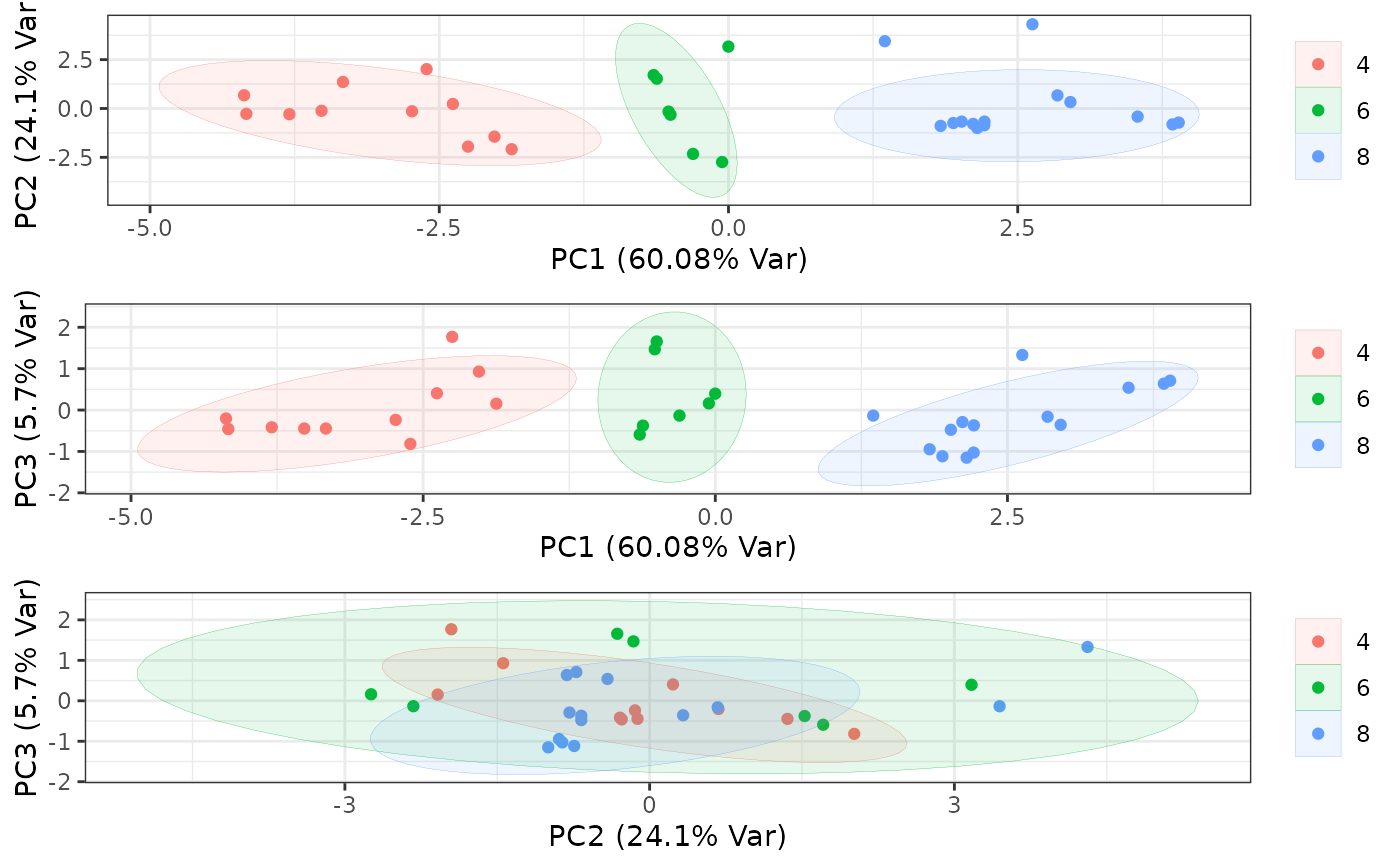 PC2 (24.1% Var
2.5
0.0
-2.5
-5.0 -2.5 0.0 2.5
PC1 (60.08% Var)
4
6
8
PC3 (5.7% Var)
2
1
0
-1
-2
-5.0 -2.5 0.0 2.5
PC1 (60.08% Var)
4
6
8
PC3 (5.7% Var)
2
1
0
-1
-2
-3 0 3
PC2 (24.1% Var)
4
6
8